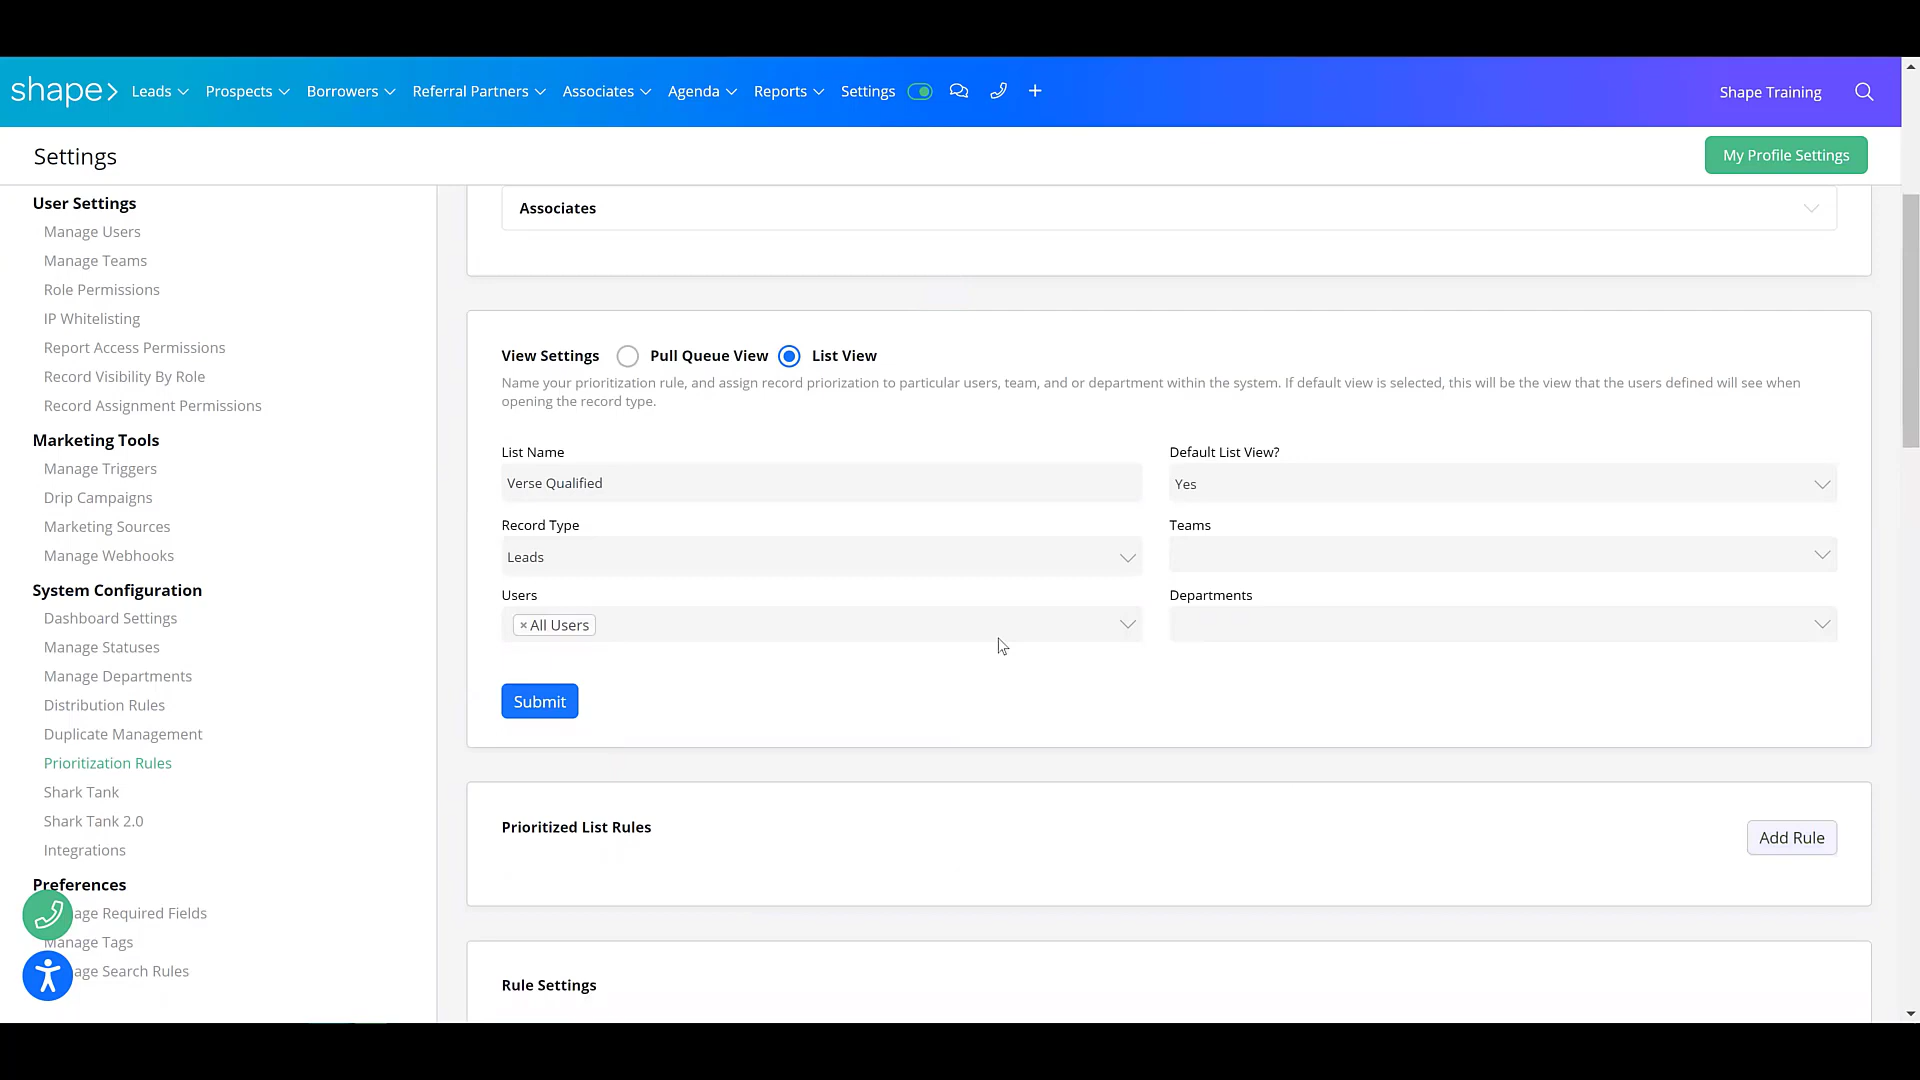 shape
Leads
Prospects
Borrowers
Referral Partners
Associates
Agenda
Reports
Settings
Shape Training
Settings
My Profile Settings
User Settings
Manage Users
Manage Teams
Role Permissions
IP Whitelisting
Report Access Permissions
Record Visibility By Role
Record Assignment Permissions
Marketing Tools
Manage Triggers
Drip Campaigns
Marketing Sources
Manage Webhooks
System Configuration
Dashboard Settings
Manage Statuses
Manage Departments
Distribution Rules
Duplicate Management
Prioritization Rules
Shark Tank
Shark Tank 2.0
Integrations
Preferences
age Required Fields
Manage Tags
age Search Rules
Associates
View Settings Pull Queue View List View
Name your prioritization rule, and assign record priorization to particular users, team, and or department within the system. If default view is selected, this will be the view that the users defined will see when
opening the record type.
List Name
Verse Qualified
Default List View?
Yes
Record Type
Leads
Teams
Users
× All Users
Departments
Submit
Prioritized List Rules
Add Rule
Rule Settings